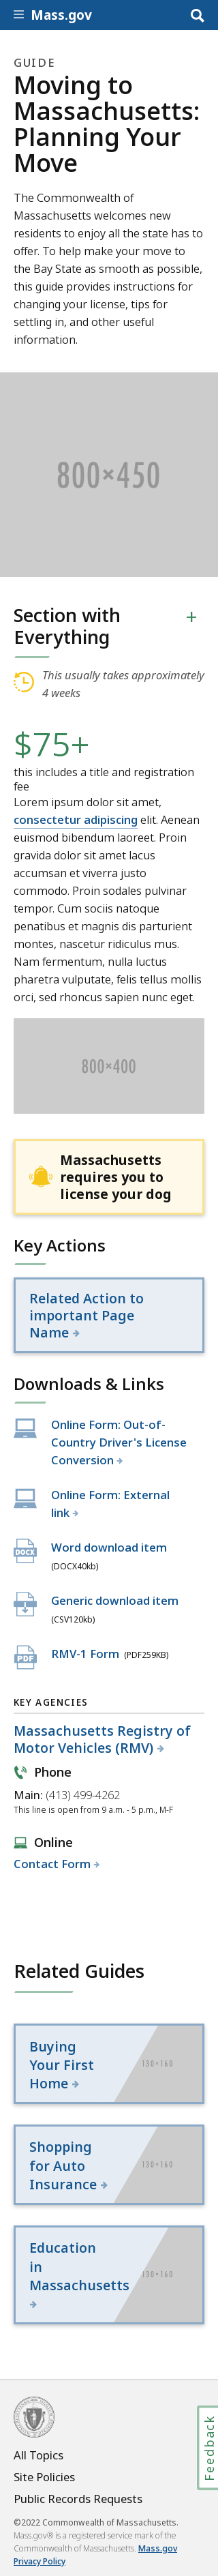 Mass.gov
GUIDE
Moving to
Massachusetts:
Planning Your
Move
The Commonwealth of
Massachusetts welcomes new
residents to enjoy all the state has to
offer. To help make your move to
the Bay State as smooth as possible,
this guide provides instructions for
changing your license, tips for
settling in, and other useful
information.
800×450
Section with
Everything
+
This usually takes approximately
4 weeks
$75+
this includes a title and registration
fee
Lorem ipsum dolor sit amet,
consectetur adipiscing elit. Aenean
euismod bibendum laoreet. Proin
gravida dolor sit amet lacus
accumsan et viverra justo
commodo. Proin sodales pulvinar
tempor. Cum sociis natoque
penatibus et magnis dis parturient
montes, nascetur ridiculus mus.
Nam fermentum, nulla luctus
pharetra vulputate, felis tellus mollis
orci, sed rhoncus sapien nunc eget.
800×400
Massachusetts
requires you to
license your dog
Key Actions
Related Action to
important Page
Name
Downloads & Links
Online Form: Out-of-
Country Driver's License
Conversion
Online Form: External
link
DOCX
Word download item
(DOCX40kb)
Generic download item
(CSV120kb)
PDF
RMV-1 Form (PDF259KB)
KEY AGENCIES
Massachusetts Registry of
Motor Vehicles (RMV)
Phone
Main: (413) 499-4262
This line is open from 9 a.m. - 5 p.m., M-F
Online
Contact Form
Related Guides
Buying
Your First
Home
130×160
Shopping
for Auto
Insurance
130×160
Education
in
Massachusetts
130×160
Feedback
All Topics
Site Policies
Public Records Requests
©2022 Commonwealth of Massachusetts.
Mass.gov® is a registered service mark of the
Commonwealth of Massachusetts. Mass.gov
Privacy Policy